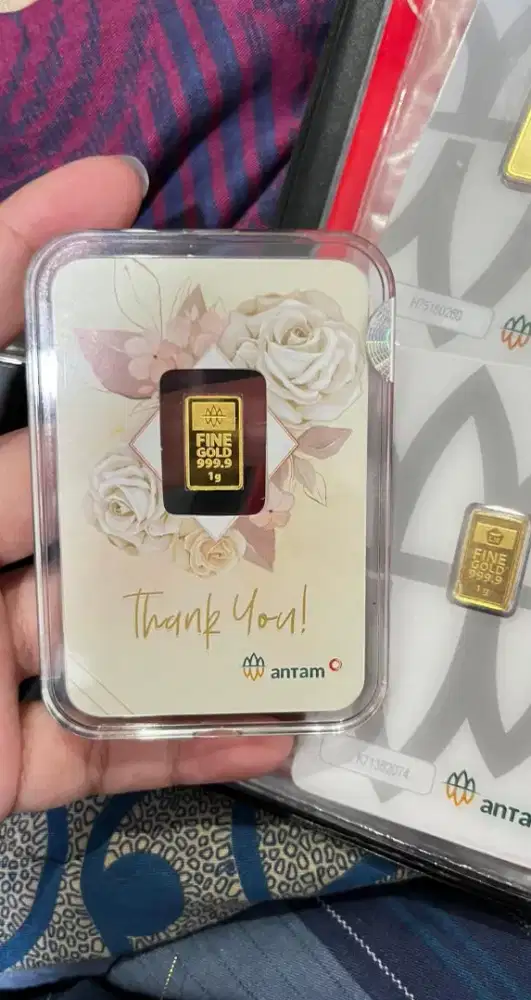 FINE
GOLD
999.9
1g
Thank You!
antam
FINE
GOLD
999.9
1g
antam